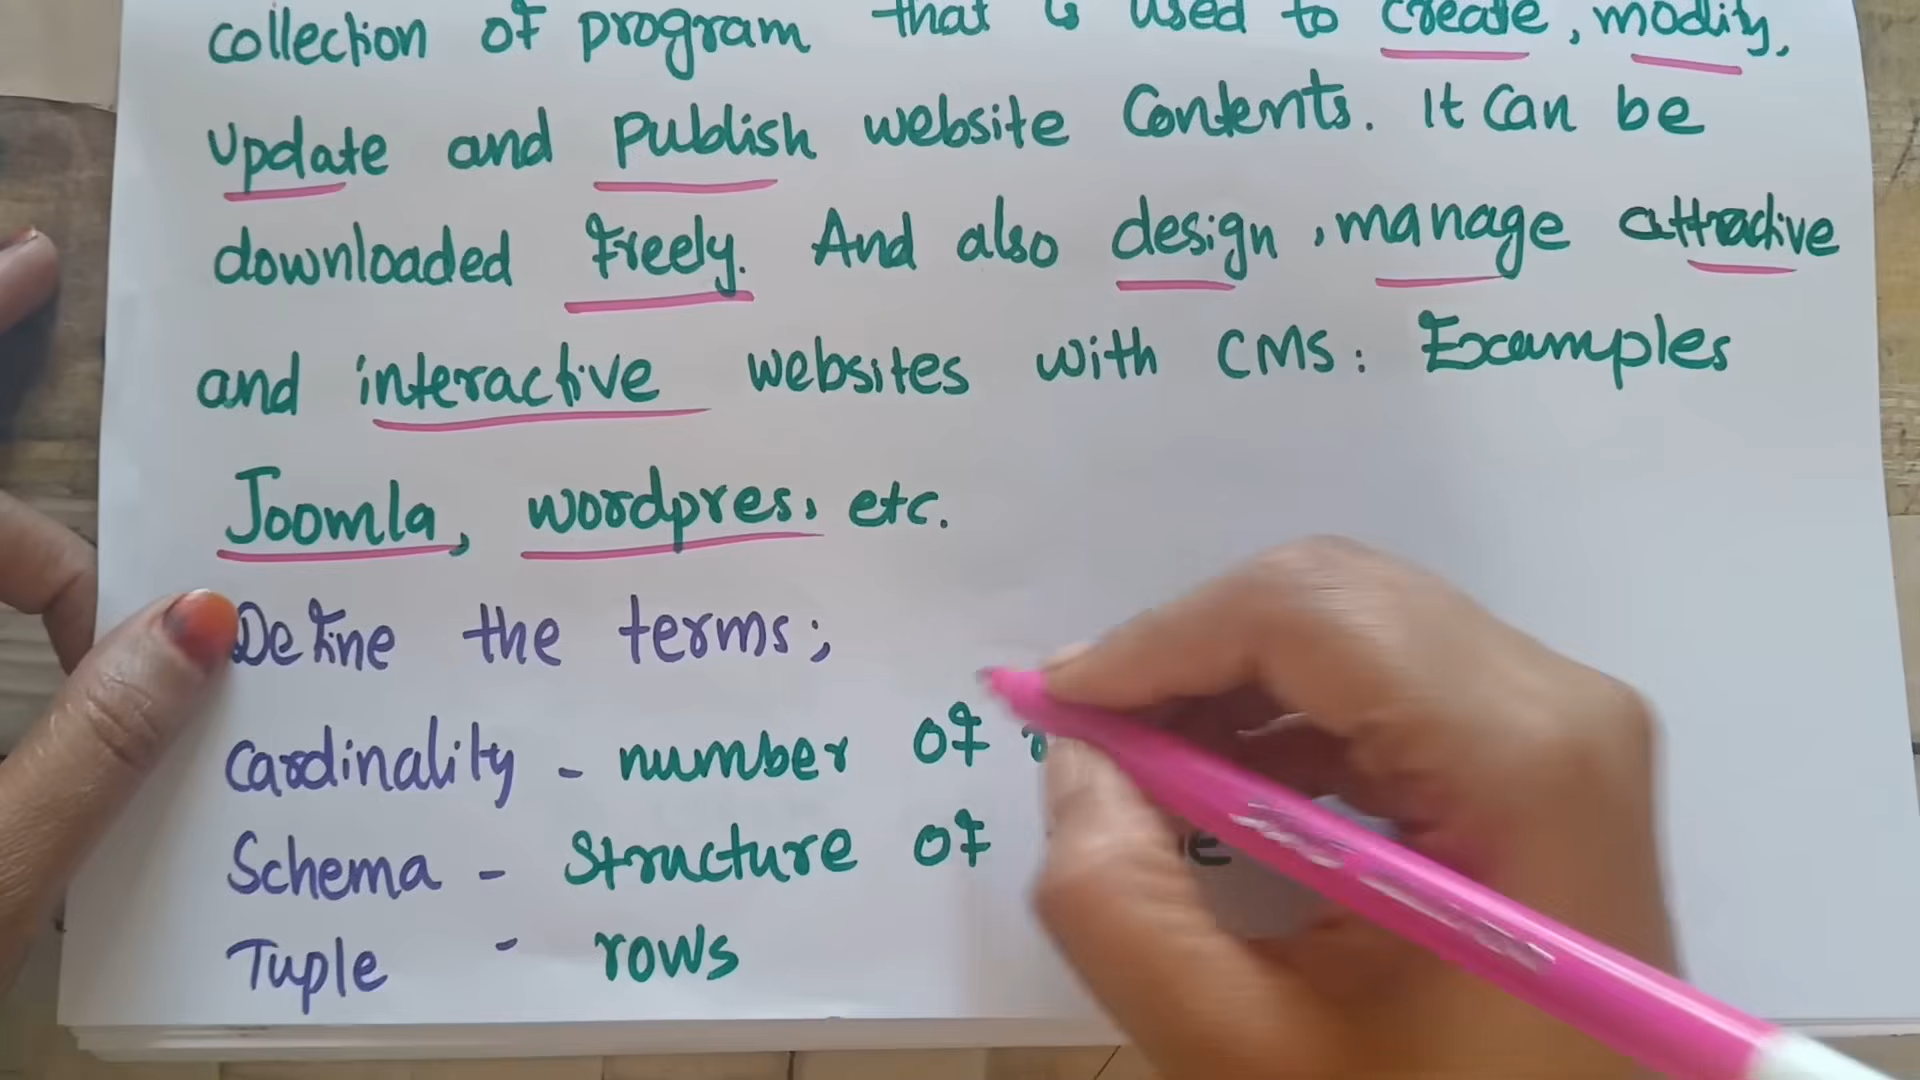 collection of program that is used to create, modify,
update and publish website Contents. It can be
downloaded freely. And also design, manage attractive
and interactive websites with CMS: Examples
Joomla, wordpres, etc.
Define the terms;
Cardinality - number of
Schema - structure of
Tuple - rows